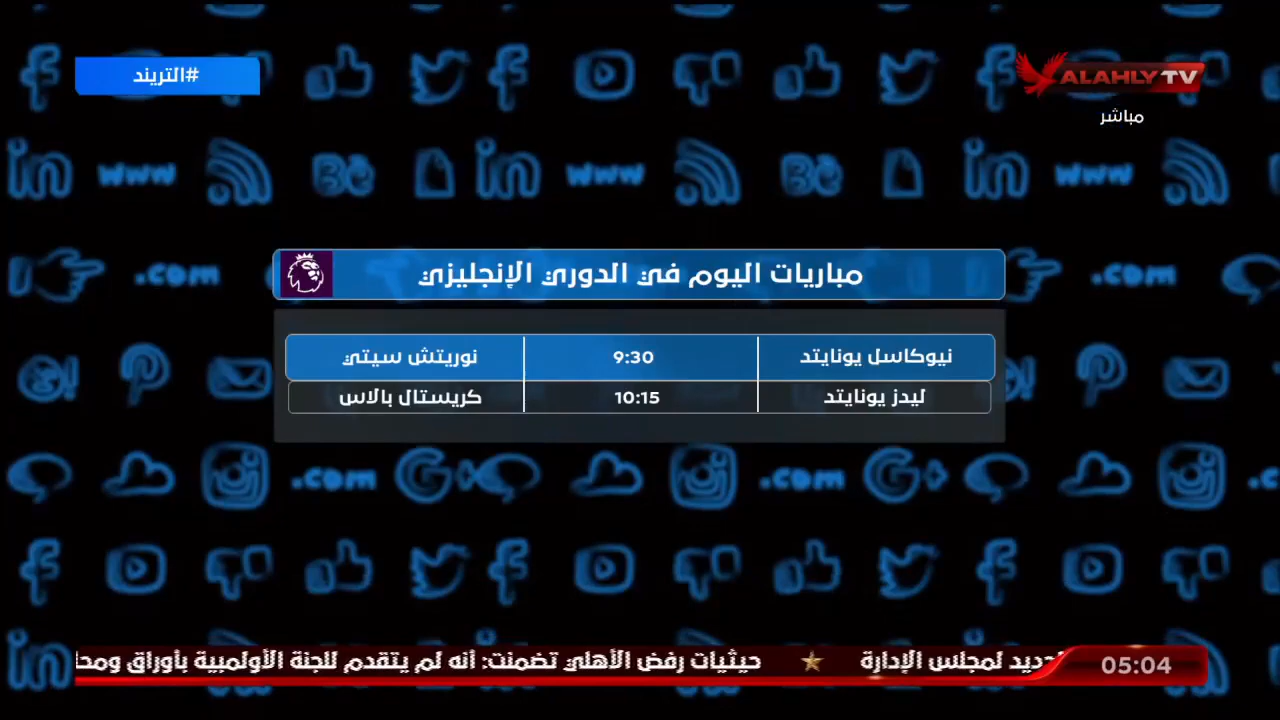 #التريند
ALAHLY TV
مباشر
مباريات اليوم في الدوري الإنجليزي
نيوكاسل يونايتد 9:30 نوريتش سيتي
ليدز يونايتد 10:15 كريستال بالاس
لمجلس الإدارة ★ حيثيات رفض الأهلي تضمنت: أنه لم يتقدم للجنة الأولمبية بأوراق
05:04